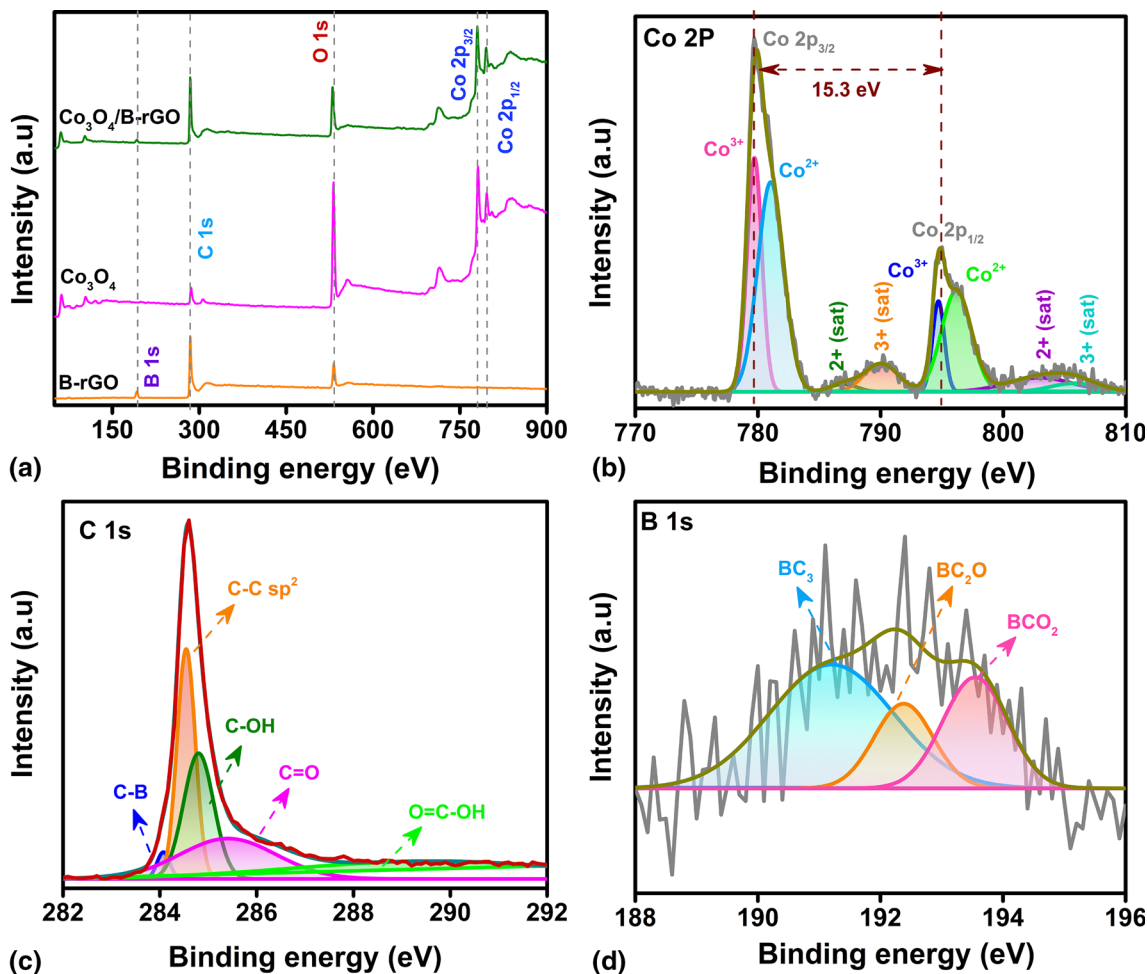 Intensity (a.u)
Co₃O₄/B-rGO
Co₃O₄
B-rGO
B 1s
C 1s
O 1s
Co 2p₃/₂
Co 2p₁/₂
150 300 450 600 750 900
Binding energy (eV)
(a)
Co 2P
Intensity (a.u)
Co 2p₃/₂
15.3 eV
Co³⁺
Co²⁺
Co 2p₁/₂
Co³⁺
Co²⁺
2+ (sat)
3+ (sat)
2+ (sat)
3+ (sat)
770 780 790 800 810
Binding energy (eV)
(b)
C 1s
Intensity (a.u)
C-C sp²
C-OH
C-B
C=O
O=C-OH
282 284 286 288 290 292
Binding energy (eV)
(c)
B 1s
Intensity (a.u)
BC₃
BC₂O
BCO₂
188 190 192 194 196
Binding energy (eV)
(d)